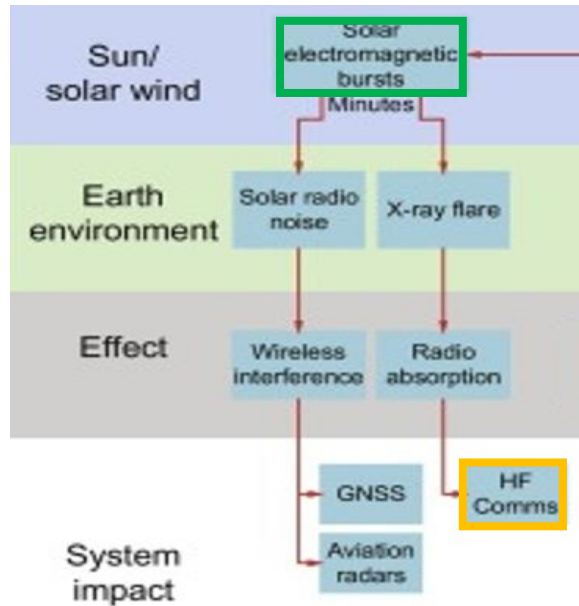 Sun/
solar wind
Solar
electromagnetic
bursts
Minutes
Earth
environment
Solar radio
noise
X-ray flare
Effect
Wireless
interference
Radio
absorption
GNSS
HF
Comms
Aviation
radars
System
impact